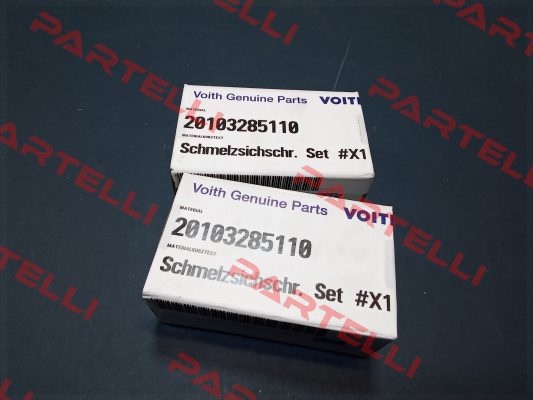 Voith Genuine Parts VOITH
MATERIAL
20103285110
MATERIALKURZTEXT
Schmelzsichschr. Set #X1
Voith Genuine Parts VOITH
MATERIAL
20103285110
MATERIALKURZTEXT
Schmelzsichschr. Set #X1
PARTELLI
PARTELLI
PARTELLI
PARTELLI
PARTELLI
PARTELLI